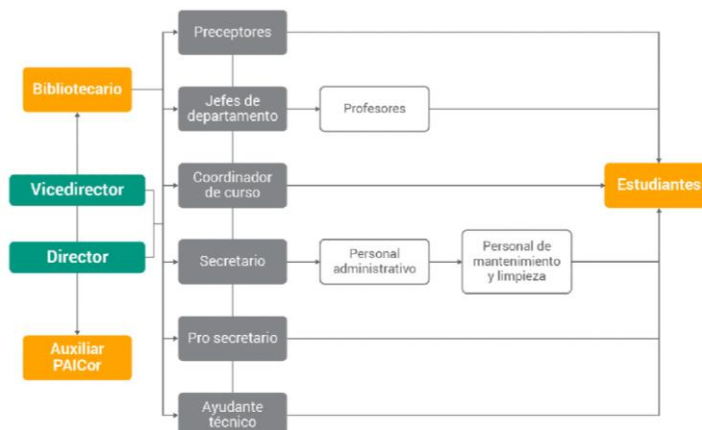 Preceptores
Bibliotecario
Jefes de
departamento
Profesores
Vicedirector
Coordinador
de curso
Estudiantes
Director
Secretario
Personal
administrativo
Personal de
mantenimiento
y limpieza
Auxiliar
PAICor
Pro secretario
Ayudante
técnico